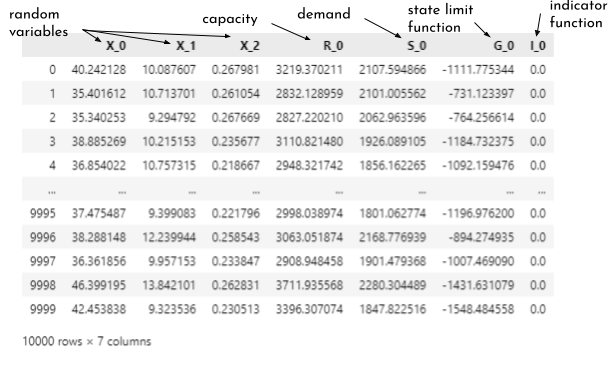 random
variables
capacity
demand
state limit
function
indicator
function
X_0 X_1 X_2 R_0 S_0 G_0 I_0
0 40.242128 10.087607 0.267981 3219.370211 2107.594866 -1111.775344 0.0
1 35.401612 10.713701 0.261054 2832.128959 2101.005562 -731.123397 0.0
2 35.340253 9.294792 0.267669 2827.220210 2062.963596 -764.256614 0.0
3 38.885269 10.215153 0.235677 3110.821480 1926.089105 -1184.732375 0.0
4 36.854022 10.757315 0.218667 2948.321742 1856.162265 -1092.159476 0.0
... ... ... ... ... ... ... ...
9995 37.475487 9.399083 0.221796 2998.038974 1801.062774 -1196.976200 0.0
9996 38.288148 12.239944 0.258543 3063.051874 2168.776939 -894.274935 0.0
9997 36.361856 9.957153 0.233847 2908.948458 1901.479368 -1007.469090 0.0
9998 46.399195 13.842101 0.262831 3711.935568 2280.304489 -1431.631079 0.0
9999 42.453838 9.323536 0.230513 3396.307074 1847.822516 -1548.484558 0.0
10000 rows × 7 columns